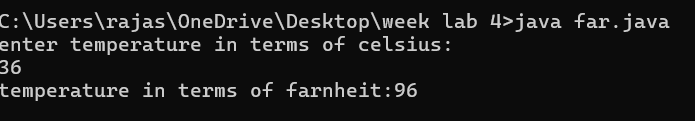 C:\Users\rajas\OneDrive\Desktop\week lab 4>java far.java
enter temperature in terms of celsius:
36
temperature in terms of farnheit:96